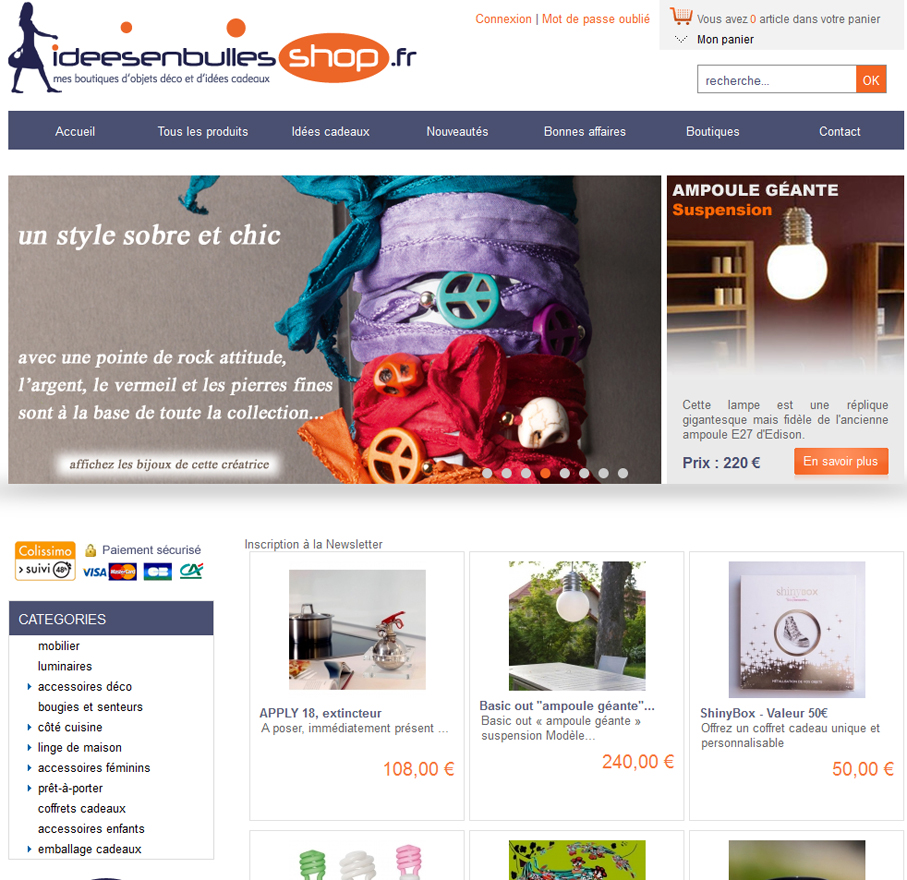 Connexion | Mot de passe oublié
Vous avez 0 article dans votre panier
Mon panier
ideesenbulles shop.fr
mes boutiques d'objets déco et d'idées cadeaux
recherche... OK
Accueil Tous les produits Idées cadeaux Nouveautés Bonnes affaires Boutiques Contact
un style sobre et chic
avec une pointe de rock attitude,
l'argent, le vermeil et les pierres fines
sont à la base de toute la collection...
affichez les bijoux de cette créatrice
AMPOULE GÉANTE
Suspension
Cette lampe est une réplique
gigantesque mais fidèle de l'ancienne
ampoule E27 d'Edison.
Prix : 220 €
En savoir plus
Colissimo
suivi 48h
Paiement sécurisé
VISA MasterCard CB CA
CATEGORIES
mobilier
luminaires
accessoires déco
bougies et senteurs
côté cuisine
linge de maison
accessoires féminins
prêt-à-porter
coffrets cadeaux
accessoires enfants
emballage cadeaux
Inscription à la Newsletter
APPLY 18, extincteur
A poser, immédiatement présent ...
108,00 €
Basic out "ampoule géante"...
Basic out « ampoule géante »
suspension Modèle...
240,00 €
shinybox
ShinyBox - Valeur 50€
Offrez un coffret cadeau unique et
personnalisable
50,00 €